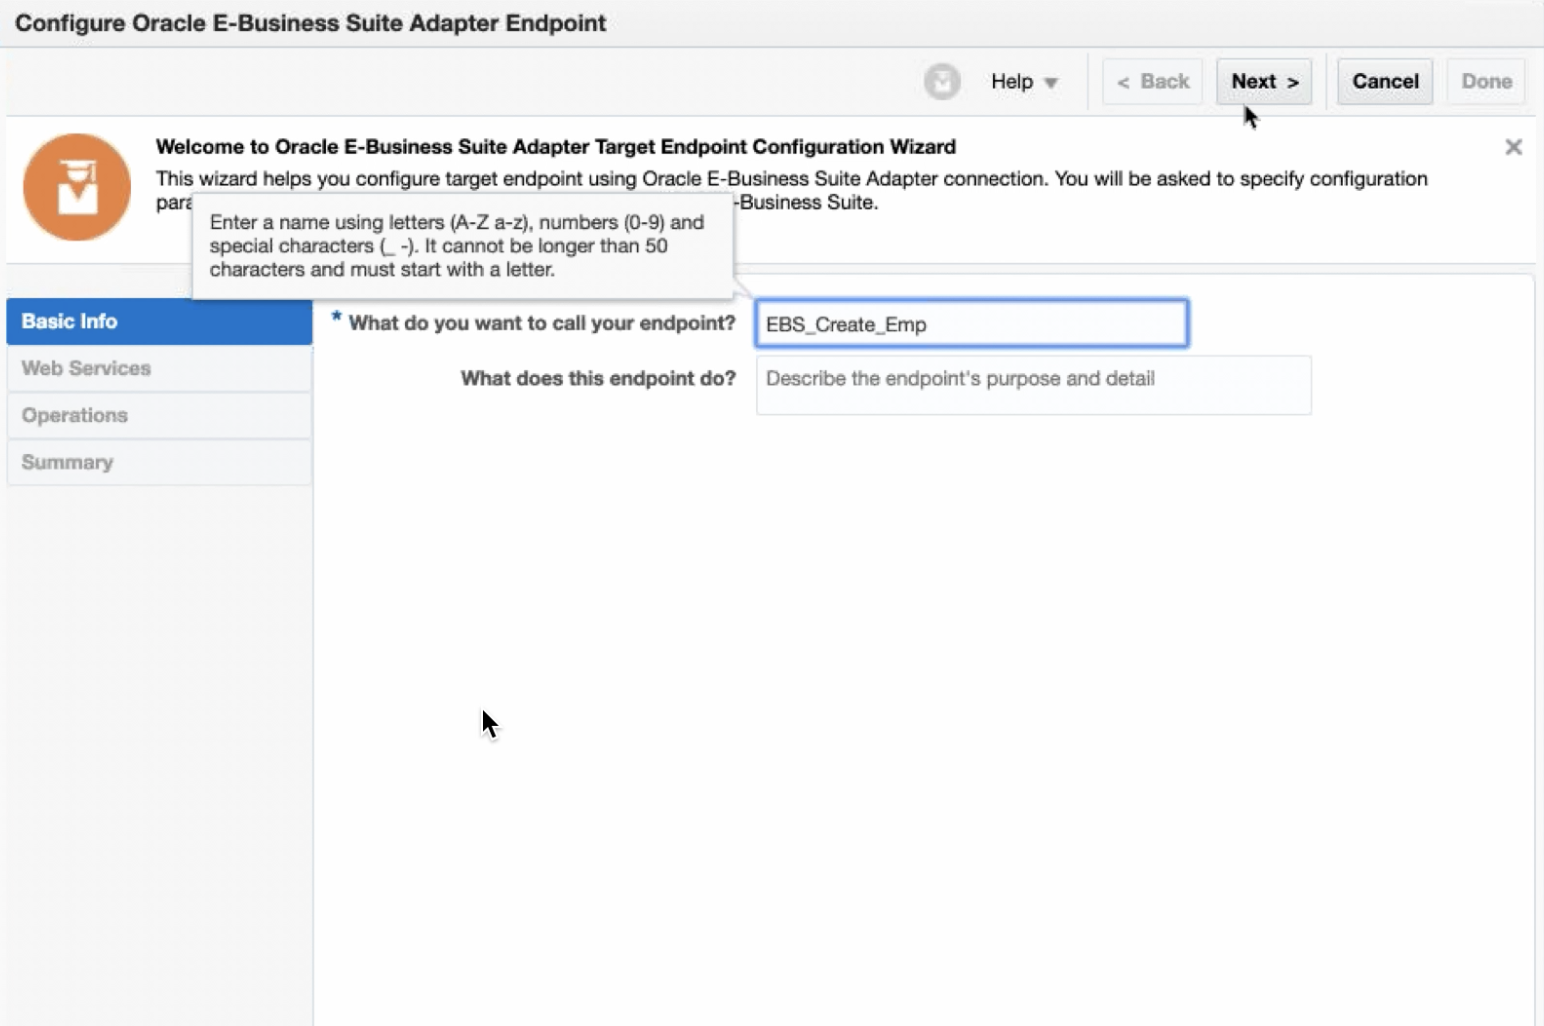 Configure Oracle E-Business Suite Adapter Endpoint
Help
< Back
Next >
Cancel
Done
Welcome to Oracle E-Business Suite Adapter Target Endpoint Configuration Wizard
This wizard helps you configure target endpoint using Oracle E-Business Suite Adapter connection. You will be asked to specify configuration
para -Business Suite.
Enter a name using letters (A-Z a-z), numbers (0-9) and
special characters (_ -). It cannot be longer than 50
characters and must start with a letter.
Basic Info
Web Services
Operations
Summary
* What do you want to call your endpoint? EBS_Create_Emp
What does this endpoint do? Describe the endpoint's purpose and detail